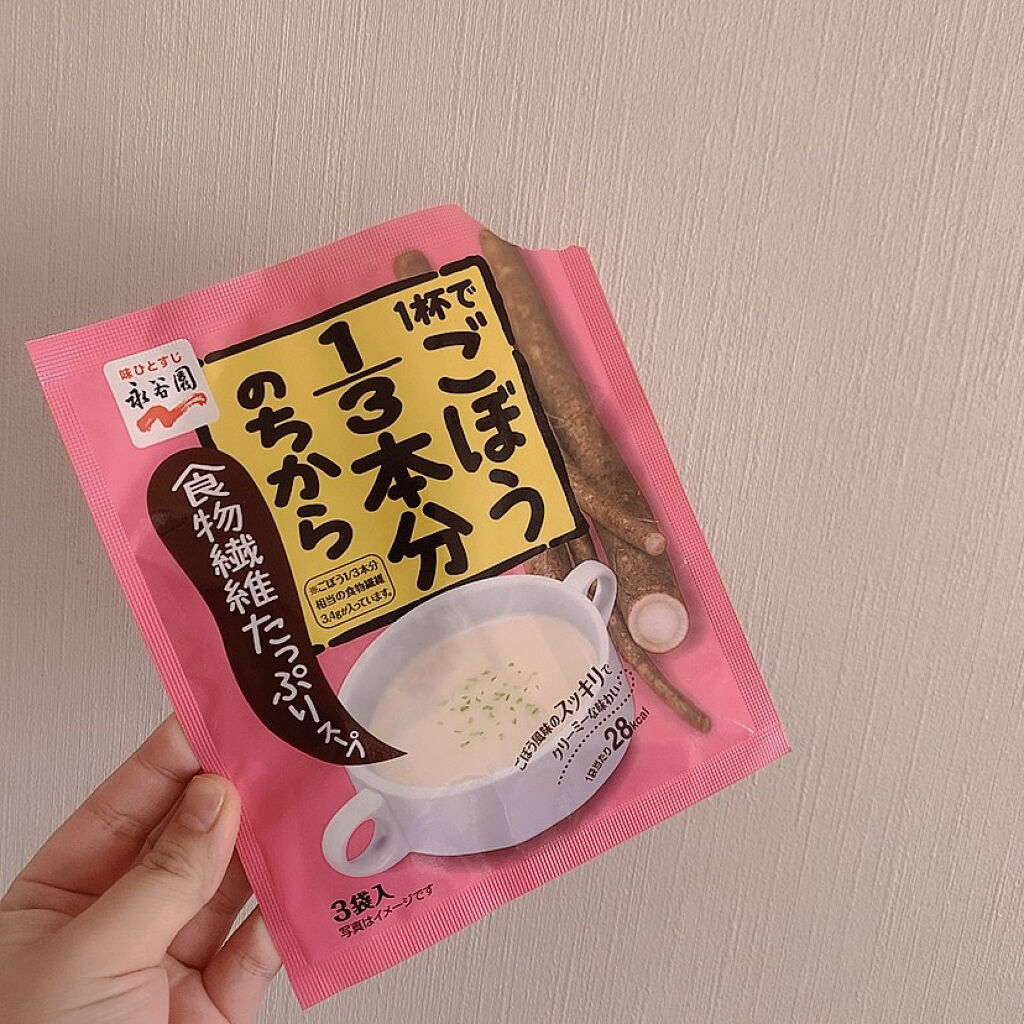 味ひとすじ
永谷園
1杯で
ごぼう
1/3本分
のちから
※ごぼう1/3本分
相当の食物繊維
3.4gが入っています。
食物繊維たっぷりスープ
ごぼう風味のスッキリで
クリーミーな味わい
1袋当たり28kcal
3袋入
写真はイメージです